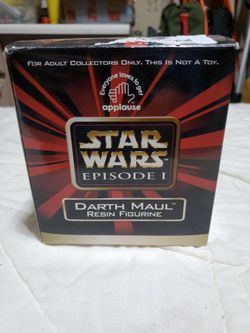 FOR ADULT COLLECTORS ONLY. THIS IS NOT A TOY.
Everyone loves to get
applause
STAR
WARS
EPISODE I
DARTH MAUL™
RESIN FIGURINE